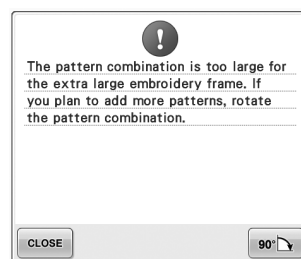 The pattern combination is too large for
the extra large embroidery frame. If
you plan to add more patterns, rotate
the pattern combination.
CLOSE
90°